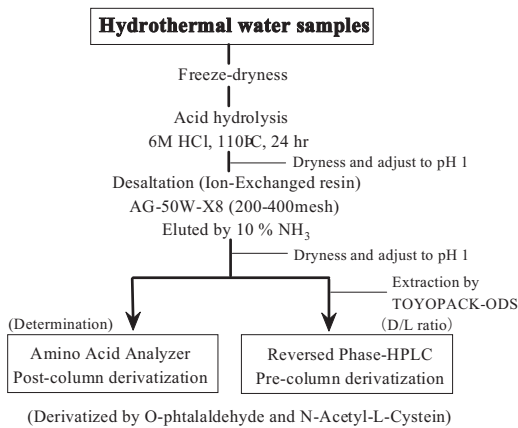 Hydrothermal water samples
Freeze-dryness
Acid hydrolysis
6M HCl, 110ÞC, 24 hr
Dryness and adjust to pH 1
Desaltation (Ion-Exchanged resin)
AG-50W-X8 (200-400mesh)
Eluted by 10 % NH₃
Dryness and adjust to pH 1
Extraction by
TOYOPACK-ODS
(Determination)
(D/L ratio)
Amino Acid Analyzer
Post-column derivatization
Reversed Phase-HPLC
Pre-column derivatization
(Derivatized by O-phtalaldehyde and N-Acetyl-L-Cystein)